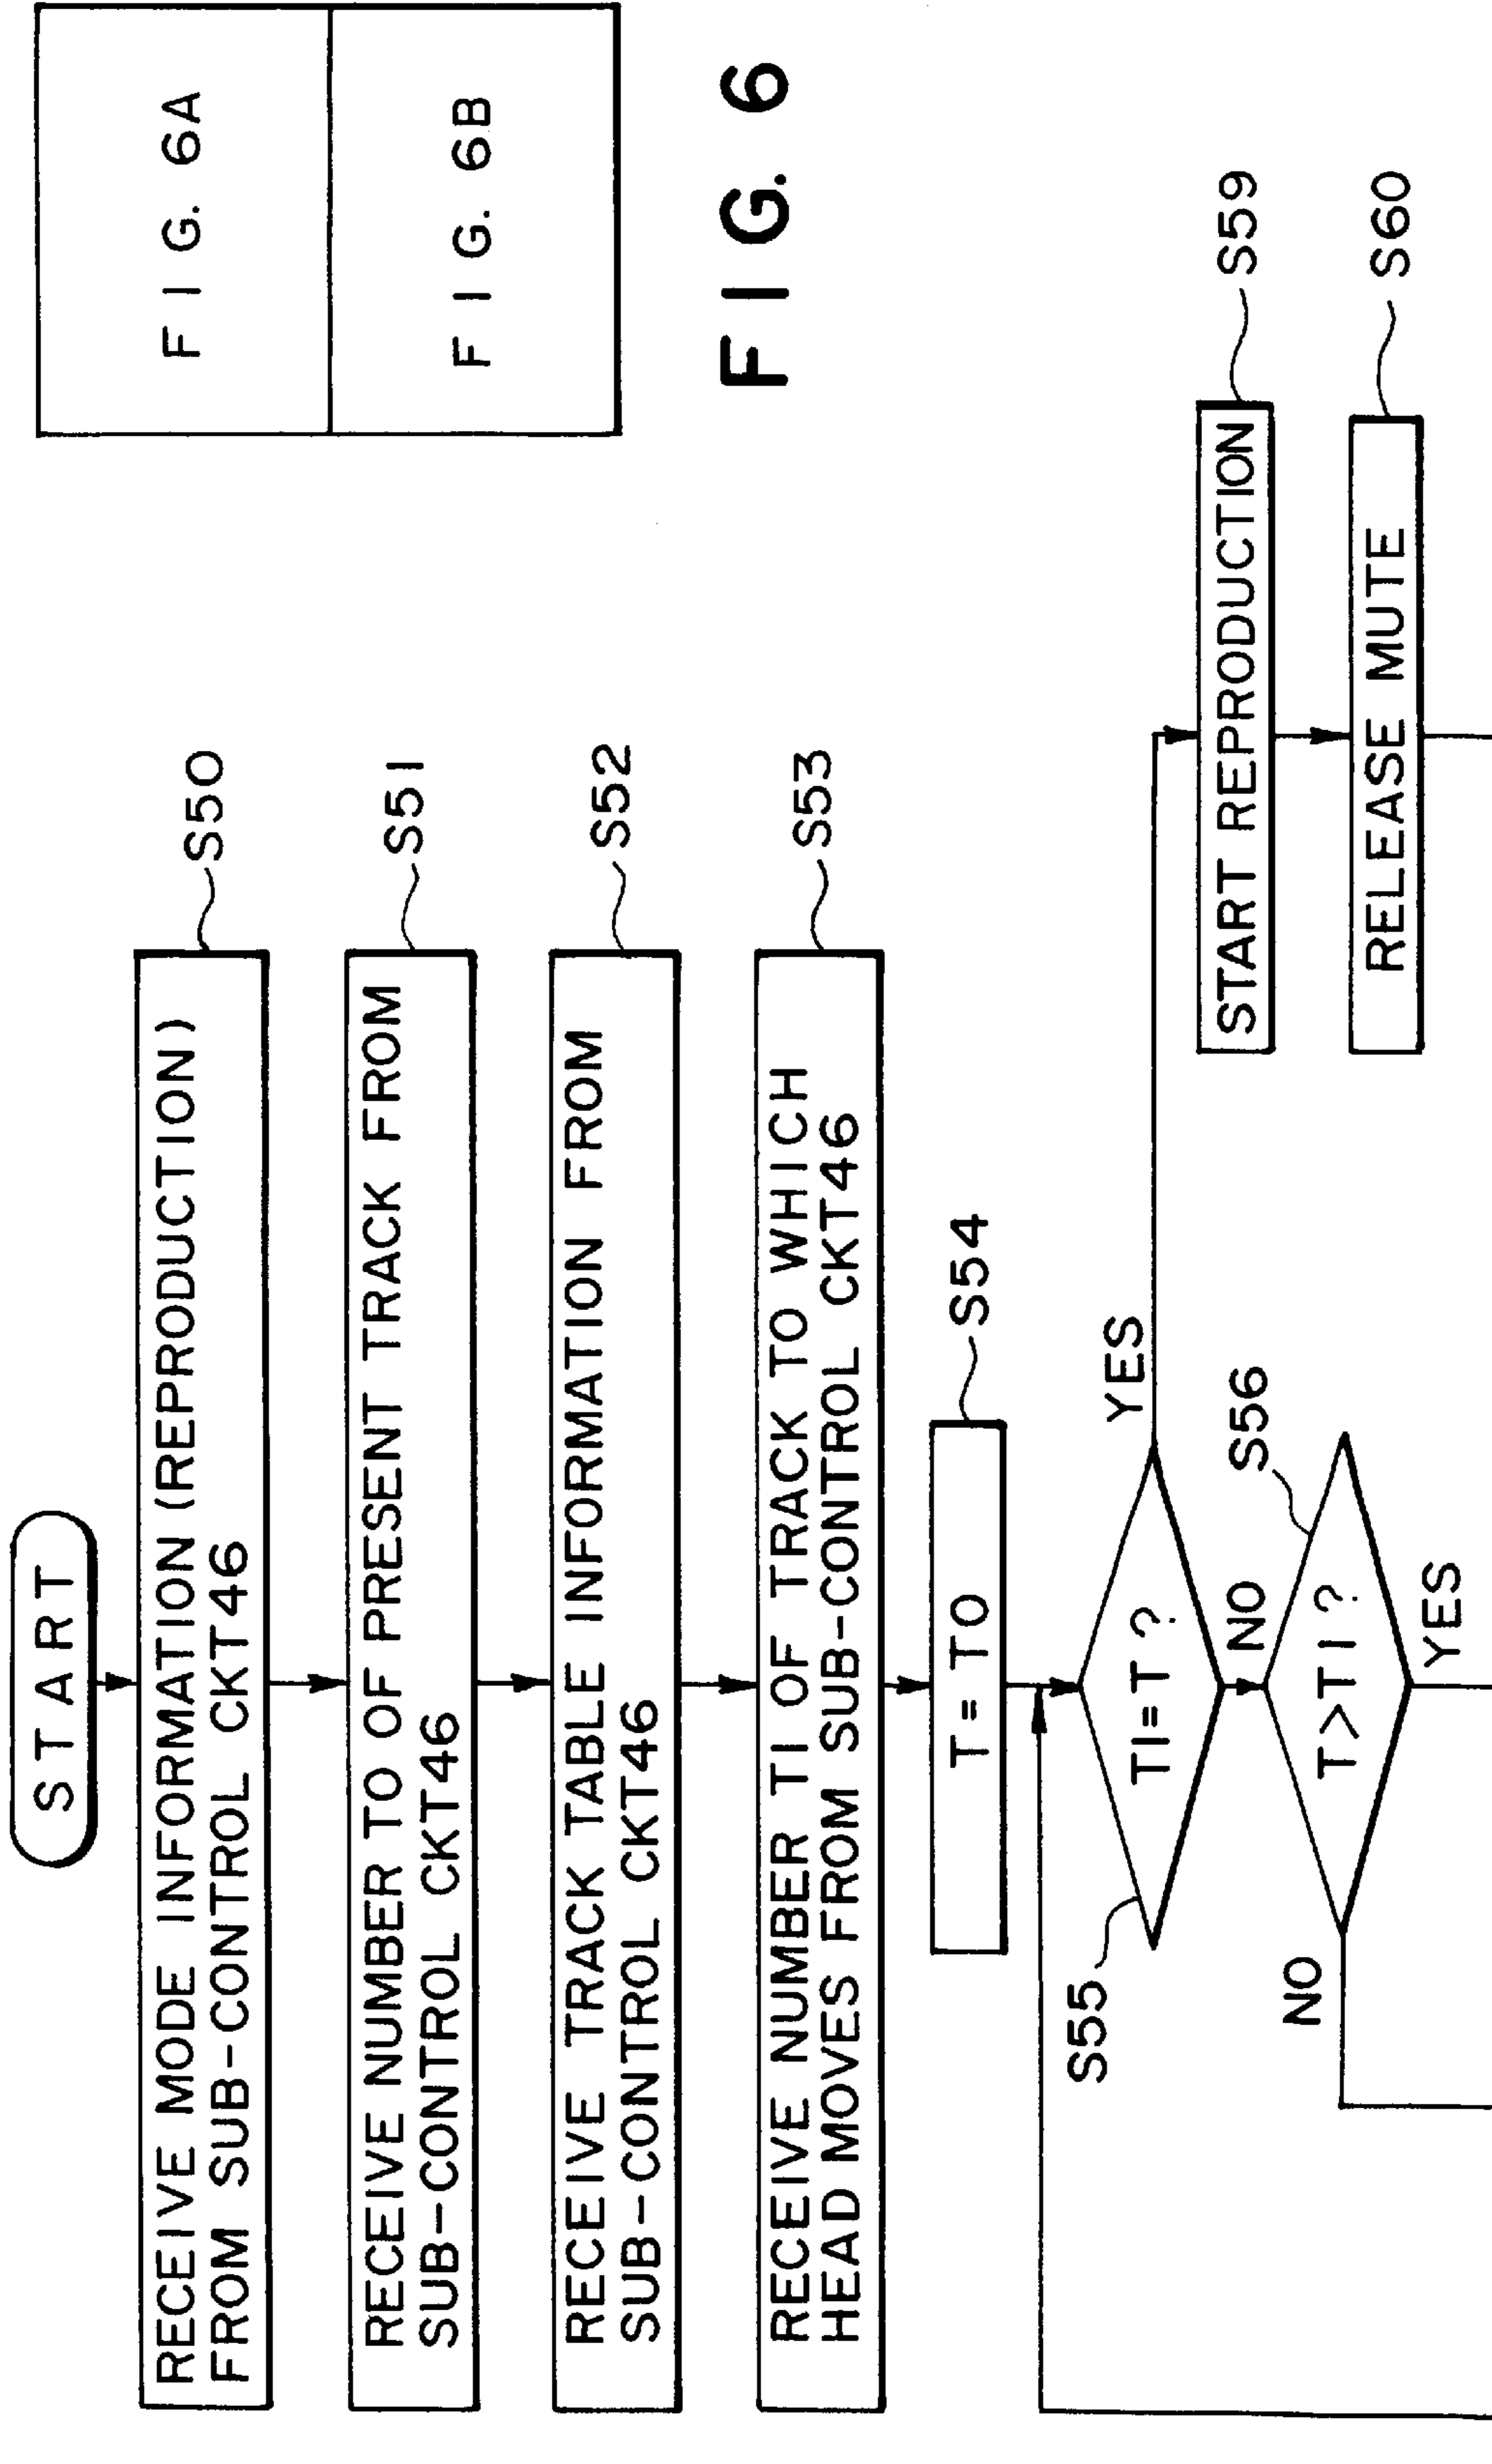 START
RECEIVE MODE INFORMATION (REPRODUCTION)
FROM SUB-CONTROL CKT46
S50
RECEIVE NUMBER TO OF PRESENT TRACK FROM
SUB-CONTROL CKT46
S51
RECEIVE TRACK TABLE INFORMATION FROM
SUB-CONTROL CKT46
S52
RECEIVE NUMBER T1 OF TRACK TO WHICH
HEAD MOVES FROM SUB-CONTROL CKT46
S53
T = TO
S54
S55
T1=T ?
YES
NO
S56
T>T1 ?
NO
YES
START REPRODUCTION
S59
RELEASE MUTE
S60
FIG. 6A
FIG. 6B
FIG. 6